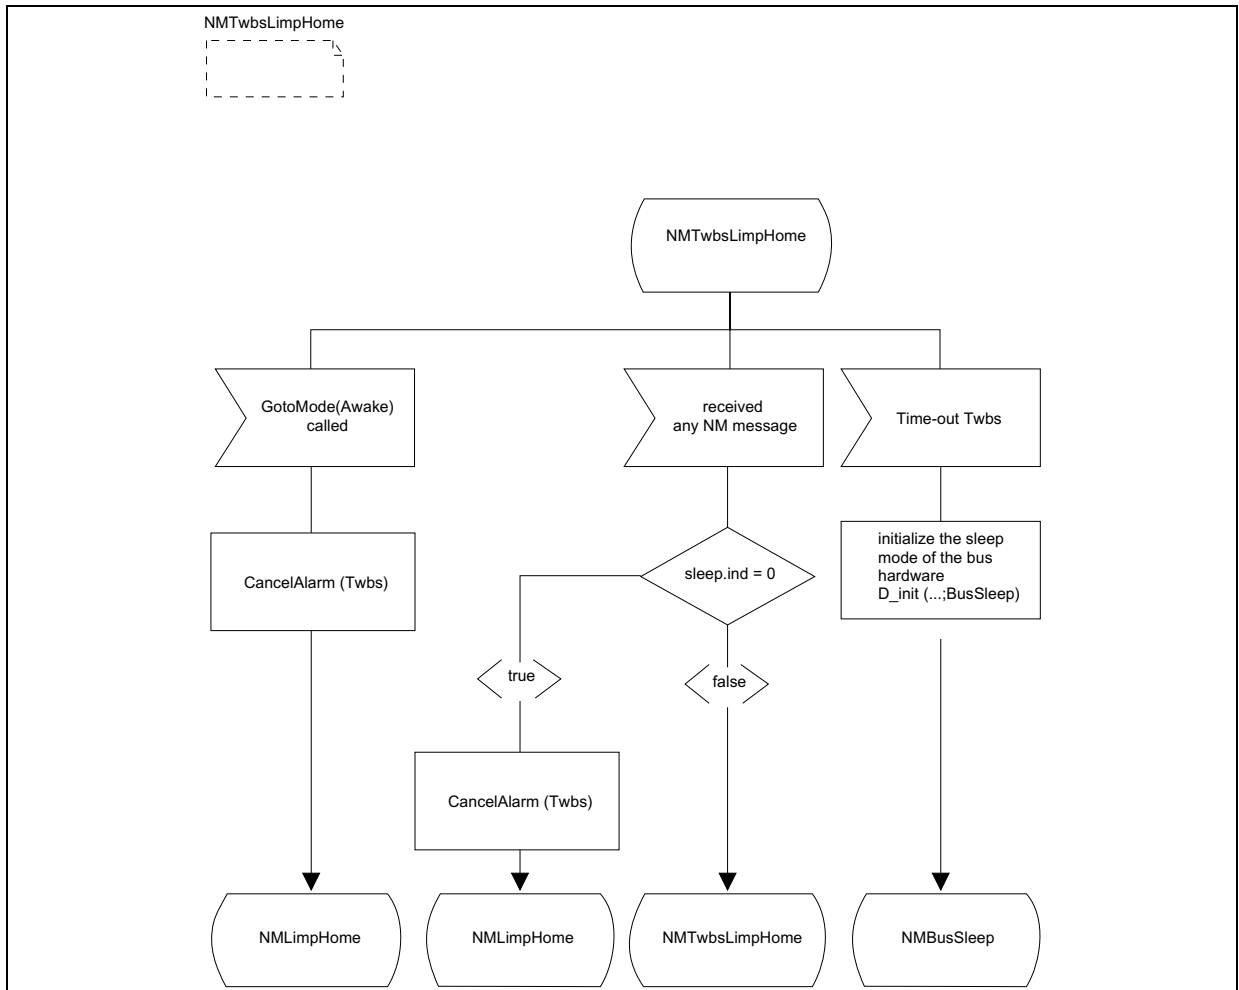 NMTwbsLimpHome
NMTwbsLimpHome
GotoMode(Awake)
called
received
any NM message
Time-out Twbs
CancelAlarm (Twbs)
sleep.ind = 0
initialize the sleep
mode of the bus
hardware
D_init (...;BusSleep)
true
false
CancelAlarm (Twbs)
NMLimpHome
NMLimpHome
NMTwbsLimpHome
NMBusSleep